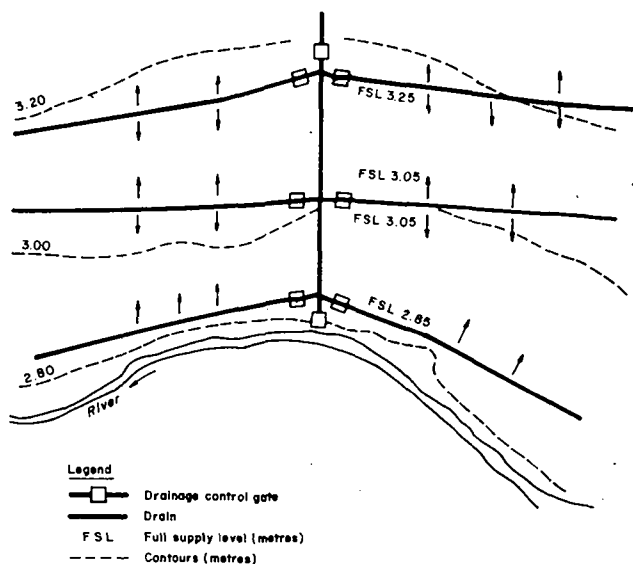 3.20
FSL 3.25
FSL 3.05
FSL 3.05
3.00
FSL 2.85
2.80
River
Legend
Drainage control gate
Drain
FSL Full supply level (metres)
Contours (metres)